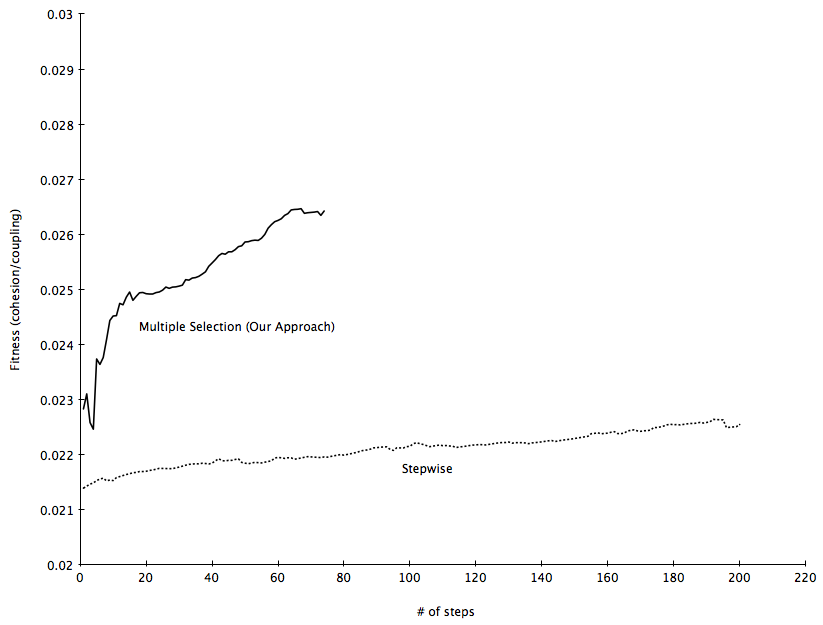 0.03
0.029
0.028
0.027
0.026
0.025
0.024
0.023
0.022
0.021
0.02
Fitness (cohesion/coupling)
Multiple Selection (Our Approach)
Stepwise
0 20 40 60 80 100 120 140 160 180 200 220
# of steps